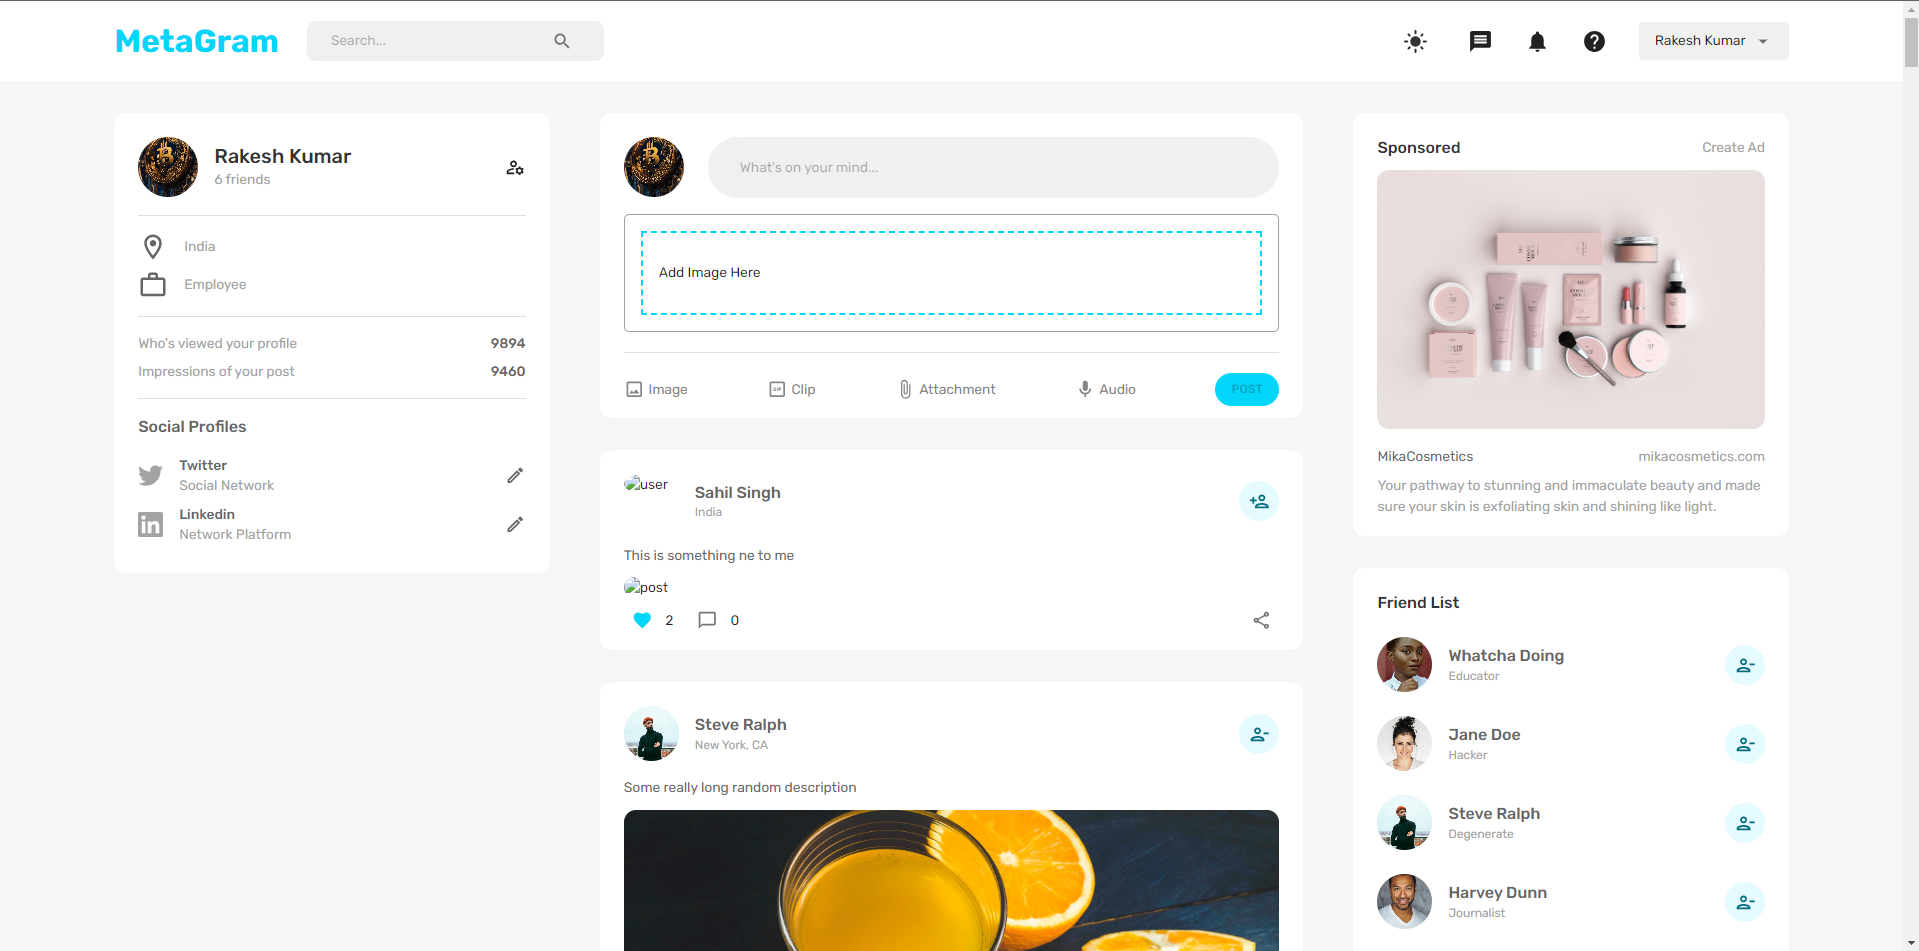 MetaGram
Search...
Rakesh Kumar
Rakesh Kumar
6 friends
India
Employee
Who's viewed your profile 9894
Impressions of your post 9460
Social Profiles
Twitter
Social Network
Linkedin
Network Platform
What's on your mind...
Add Image Here
Image Clip Attachment Audio POST
user
Sahil Singh
India
This is something ne to me
post
2 0
Steve Ralph
New York, CA
Some really long random description
Sponsored Create Ad
MikaCosmetics mikacosmetics.com
Your pathway to stunning and immaculate beauty and made
sure your skin is exfoliating skin and shining like light.
Friend List
Whatcha Doing
Educator
Jane Doe
Hacker
Steve Ralph
Degenerate
Harvey Dunn
Journalist